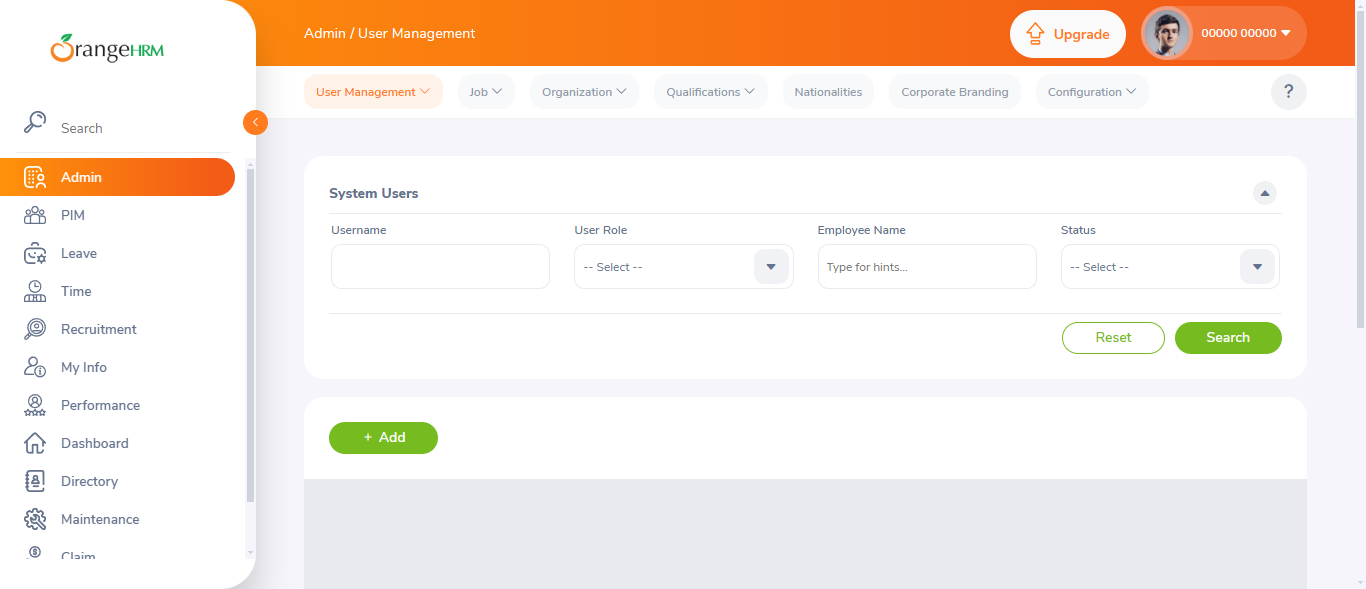 OrangeHRM
Admin / User Management
Upgrade
00000 00000
User Management
Job
Organization
Qualifications
Nationalities
Corporate Branding
Configuration
?
Search
Admin
PIM
Leave
Time
Recruitment
My Info
Performance
Dashboard
Directory
Maintenance
Claim
System Users
Username
User Role
Employee Name
Status
-- Select --
Type for hints...
-- Select --
Reset
Search
+ Add